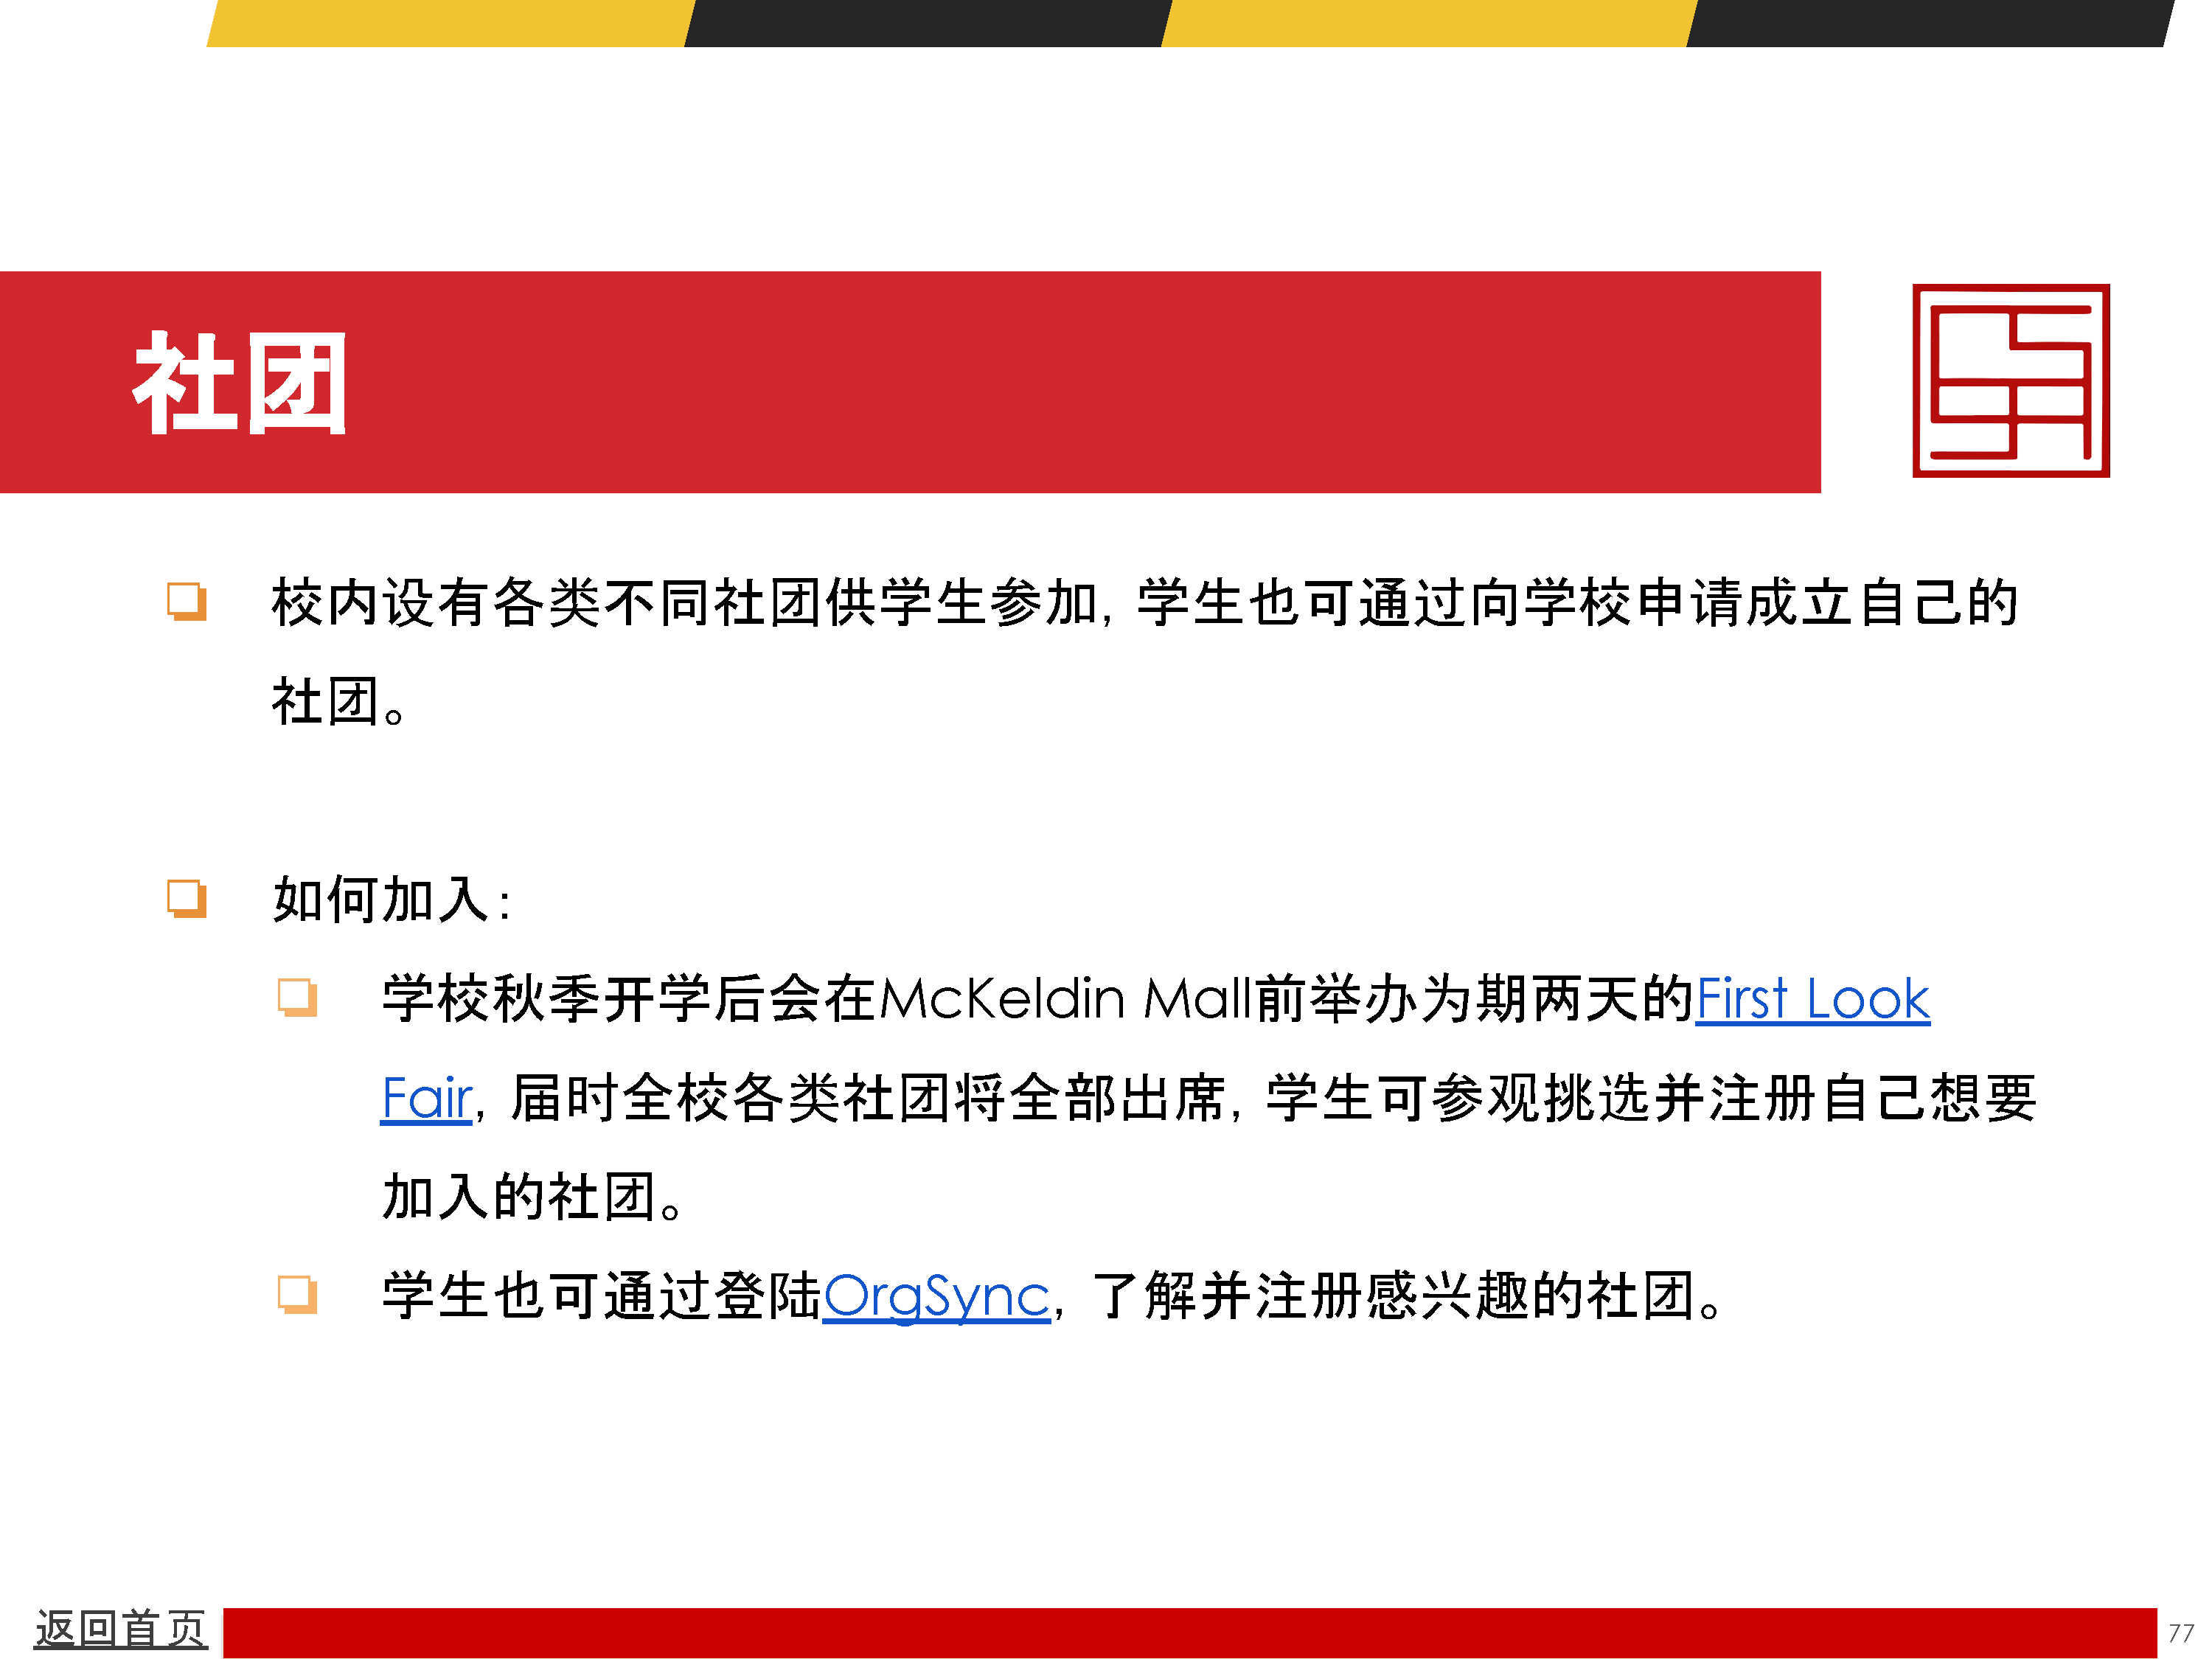 社团
校内设有各类不同社团供学生参加，学生也可通过向学校申请成立自己的
社团。
如何加入：
学校秋季开学后会在McKeldin Mall前举办为期两天的First Look
Fair，届时全校各类社团将全部出席，学生可参观挑选并注册自己想要
加入的社团。
学生也可通过登陆OrgSync，了解并注册感兴趣的社团。
返回首页
77